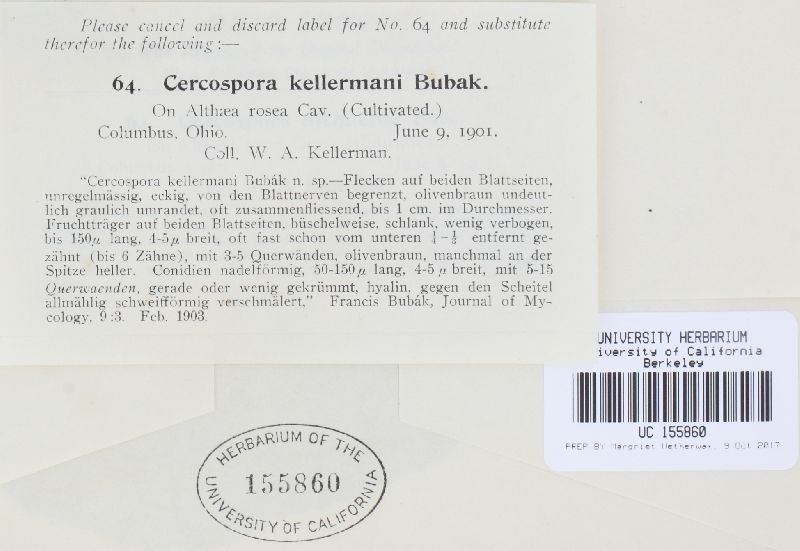 Please cancel and discard label for No. 64 and substitute
therefor the following:—
64. Cercospora kellermani Bubak.
On Althæa rosea Cav. (Cultivated.)
Columbus, Ohio. June 9, 1901.
Coll. W. A. Kellerman.
"Cercospora kellermani Bubák n. sp.—Flecken auf beiden Blattseiten,
unregelmässig, eckig, von den Blattnerven begrenzt, olivenbraun undeut-
lich graulich umrandet, oft zusammenfliessend, bis 1 cm. im Durchmesser.
Fruchtträger auf beiden Blattseiten, büschelweise, schlank, wenig verbogen,
bis 150µ lang, 4-5µ breit, oft fast schon vom unteren entfernt ge-
zähnt (bis 6 Zähne), mit 3-5 Querwänden, olivenbraun, manchmal an der
Spitze heller. Conidien nadelförmig, 50-150µ lang, 4-5µ breit, mit 5-15
Querwaenden, gerade oder wenig gekrümmt, hyalin, gegen den Scheitel
allmählig schweifförmig verschmälert." Francis Bubák, Journal of My-
cology, 9:3. Feb. 1903.
UNIVERSITY HERBARIUM
iversity of California
Berkeley
UC 155860
PREP BY Margriet Wetherwax, 9 Oct 2017
HERBARIUM OF THE
155860
UNIVERSITY OF CALIFORNIA